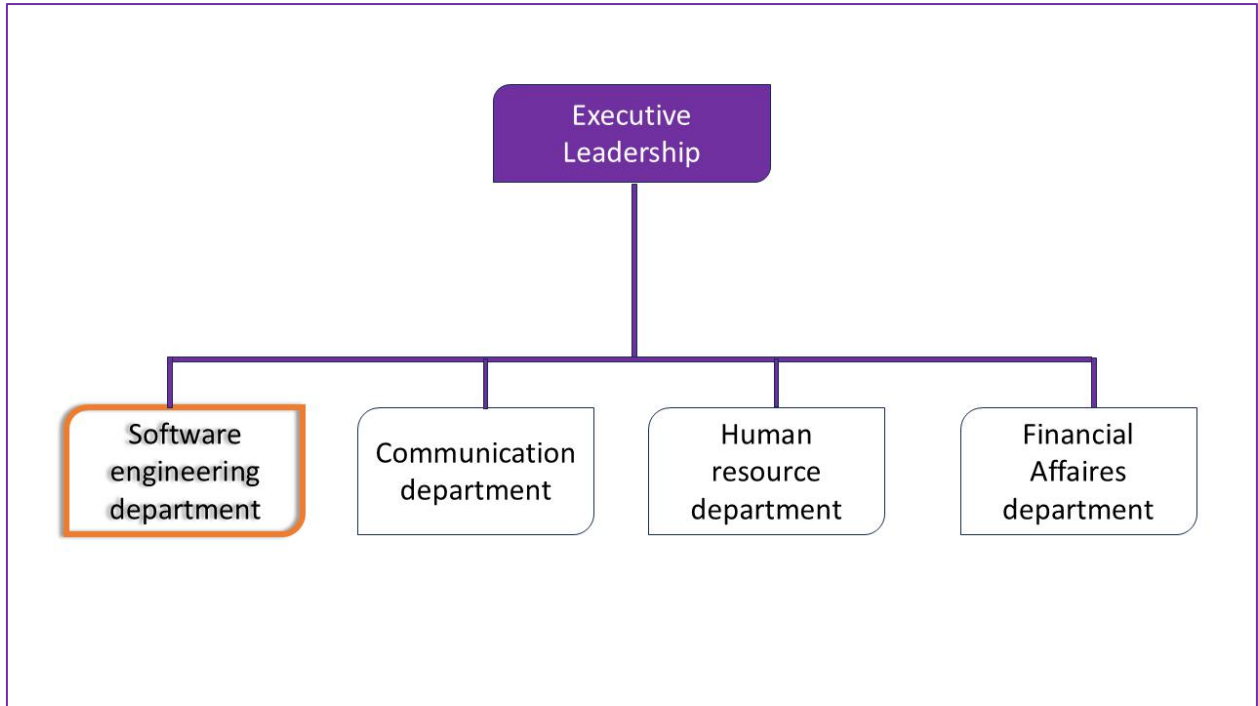 Executive
Leadership
Software
engineering
department
Communication
department
Human
resource
department
Financial
Affaires
department